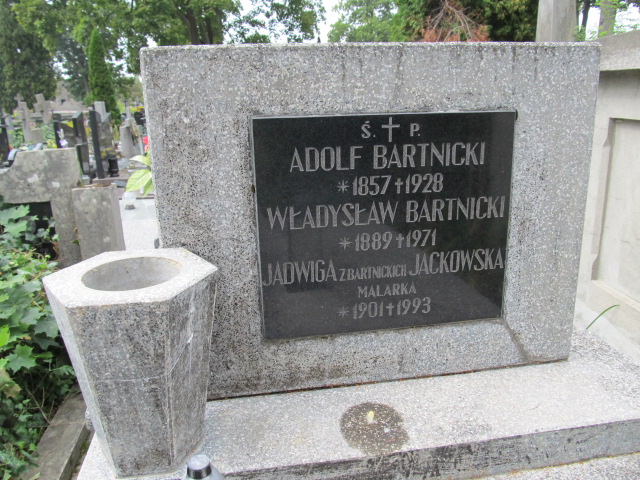 Ś. ✝ P.
ADOLF BARTNICKI
*1857✝1928
WŁADYSŁAW BARTNICKI
*1889✝1971
JADWIGA Z BARTNICKICH JACKOWSKA
MALARKA
*1901✝1993